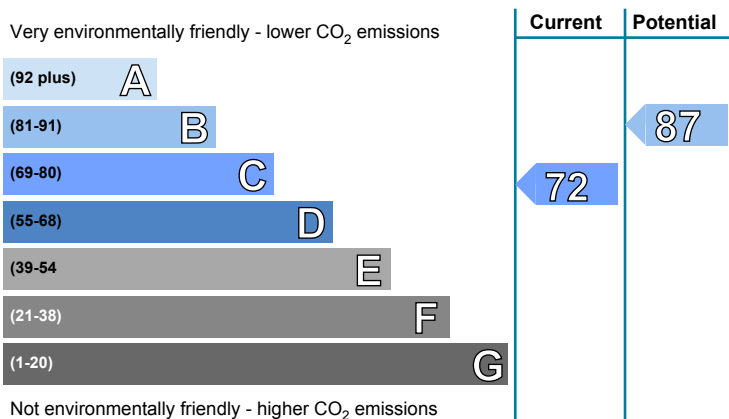 Current Potential
Very environmentally friendly - lower CO2 emissions
(92 plus) A
(81-91) B 87
(69-80) C 72
(55-68) D
(39-54 E
(21-38) F
(1-20) G
Not environmentally friendly - higher CO2 emissions